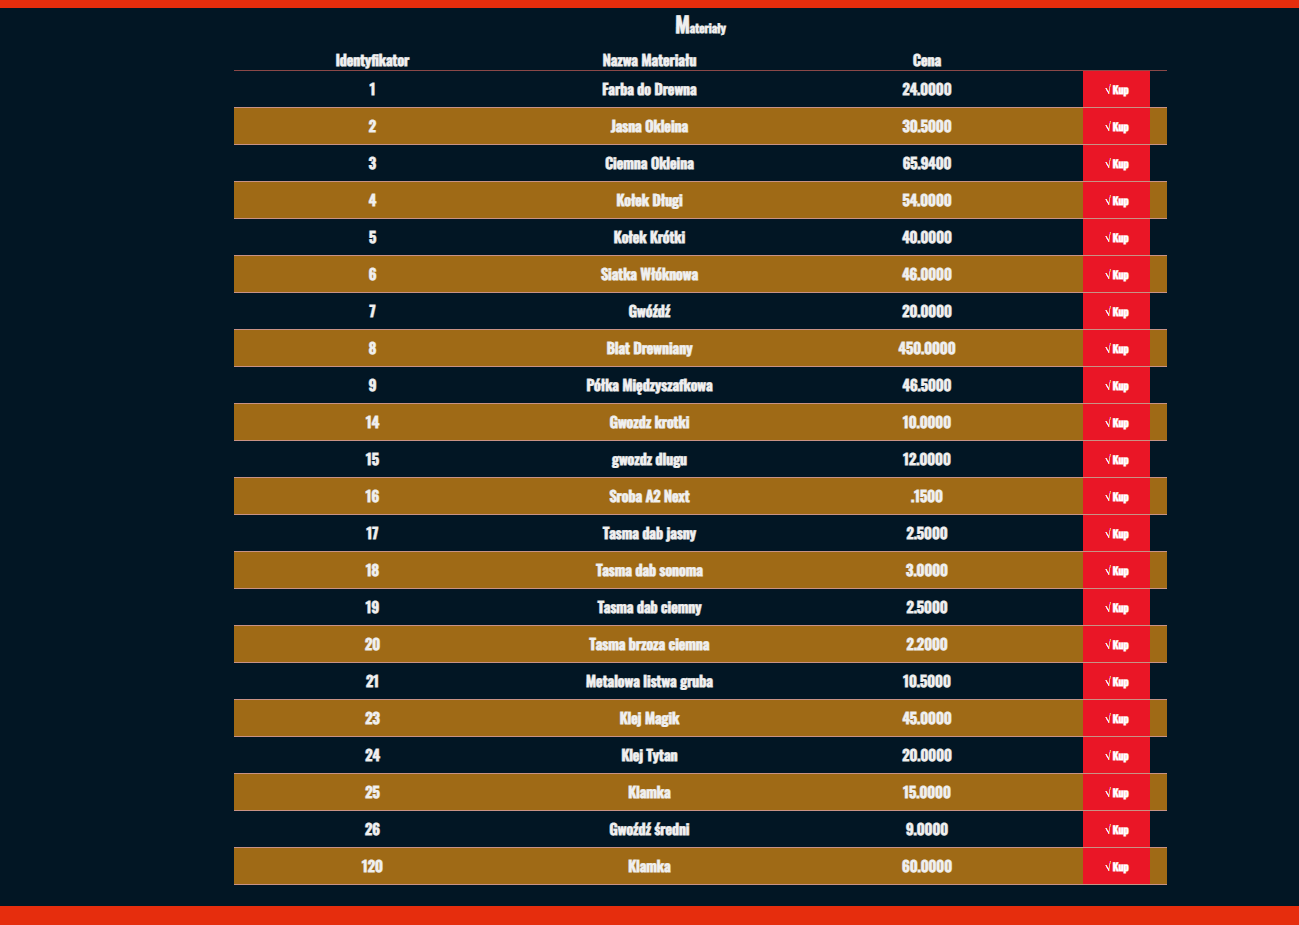 Materiały
Identyfikator Nazwa Materiału Cena
1 Farba do Drewna 24.0000 √ Kup
2 Jasna Okleina 30.5000 √ Kup
3 Ciemna Okleina 65.9400 √ Kup
4 Kołek Długi 54.0000 √ Kup
5 Kołek Krótki 40.0000 √ Kup
6 Siatka Włóknowa 46.0000 √ Kup
7 Gwóźdź 20.0000 √ Kup
8 Blat Drewniany 450.0000 √ Kup
9 Półka Międzyszafkowa 46.5000 √ Kup
14 Gwozdz krotki 10.0000 √ Kup
15 gwozdz dlugu 12.0000 √ Kup
16 Sroba A2 Next .1500 √ Kup
17 Tasma dab jasny 2.5000 √ Kup
18 Tasma dab sonoma 3.0000 √ Kup
19 Tasma dab ciemny 2.5000 √ Kup
20 Tasma brzoza ciemna 2.2000 √ Kup
21 Metalowa listwa gruba 10.5000 √ Kup
23 Klej Magik 45.0000 √ Kup
24 Klej Tytan 20.0000 √ Kup
25 Klamka 15.0000 √ Kup
26 Gwoźdź średni 9.0000 √ Kup
120 Klamka 60.0000 √ Kup